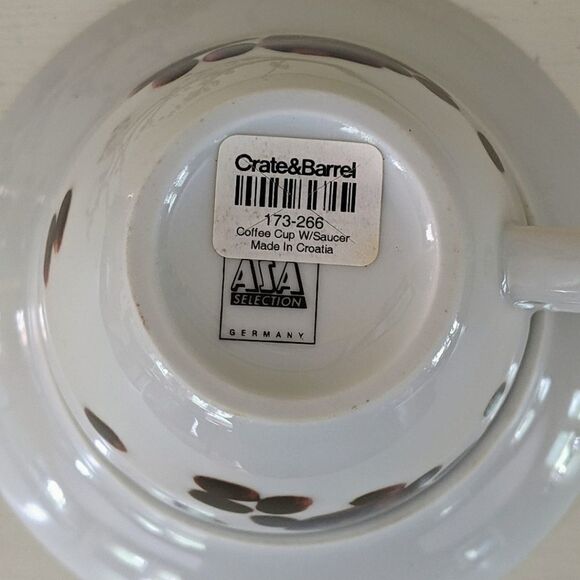 Crate&Barrel
173-266
Coffee Cup W/Saucer
Made In Croatia
ASA
SELECTION
GERMANY